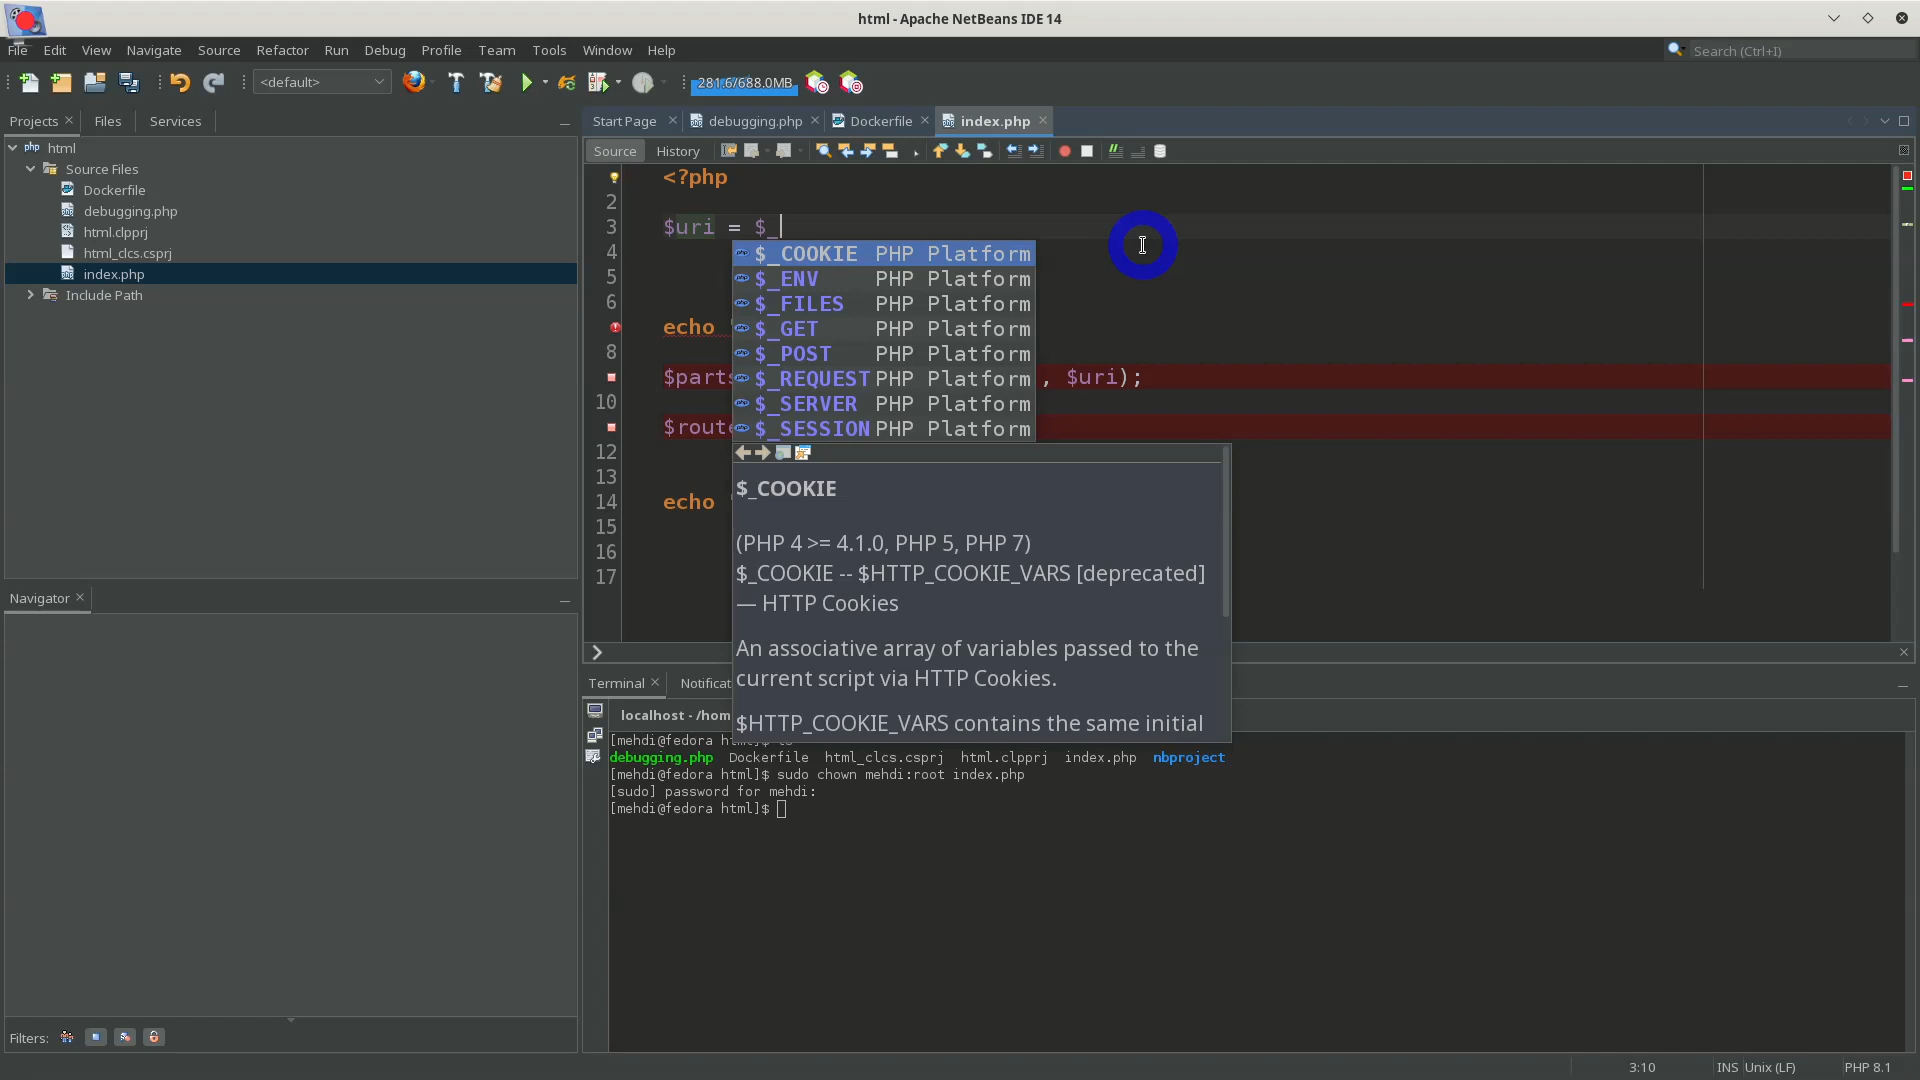 html - Apache NetBeans IDE 14
File Edit View Navigate Source Refactor Run Debug Profile Team Tools Window Help
Search (Ctrl+I)
<default>
281.6/688.0MB
Projects Files Services
Start Page debugging.php Dockerfile index.php
html
Source Files
Dockerfile
debugging.php
html.clpprj
html_clcs.csprj
index.php
Include Path
Source History
<?php
2
3 $uri = $_
4
5
6
echo "
8
$parts , $uri);
10
$route
12
13
14 echo "
15
16
17
$_COOKIE PHP Platform
$_ENV PHP Platform
$_FILES PHP Platform
$_GET PHP Platform
$_POST PHP Platform
$_REQUEST PHP Platform
$_SERVER PHP Platform
$_SESSION PHP Platform
$_COOKIE
(PHP 4 >= 4.1.0, PHP 5, PHP 7)
$_COOKIE -- $HTTP_COOKIE_VARS [deprecated]
— HTTP Cookies
An associative array of variables passed to the
current script via HTTP Cookies.
$HTTP_COOKIE_VARS contains the same initial
Navigator
Filters:
Terminal Notificat
localhost - /hom
[mehdi@fedora html]$ ls
debugging.php Dockerfile html_clcs.csprj html.clpprj index.php nbproject
[mehdi@fedora html]$ sudo chown mehdi:root index.php
[sudo] password for mehdi:
[mehdi@fedora html]$
3:10 INS Unix (LF) PHP 8.1